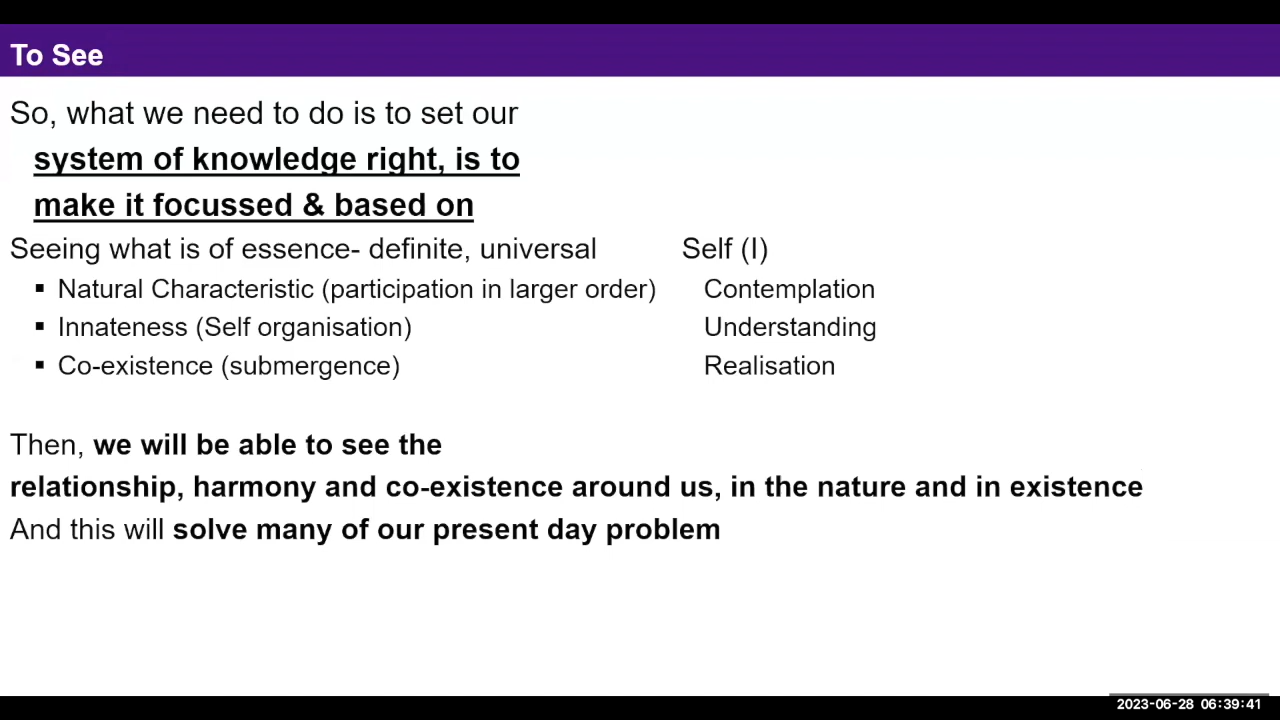 To See
So, what we need to do is to set our
system of knowledge right, is to
make it focussed & based on
Seeing what is of essence- definite, universal Self (I)
▪ Natural Characteristic (participation in larger order) Contemplation
▪ Innateness (Self organisation) Understanding
▪ Co-existence (submergence) Realisation
Then, we will be able to see the
relationship, harmony and co-existence around us, in the nature and in existence
And this will solve many of our present day problem
2023-06-28 06:39:41